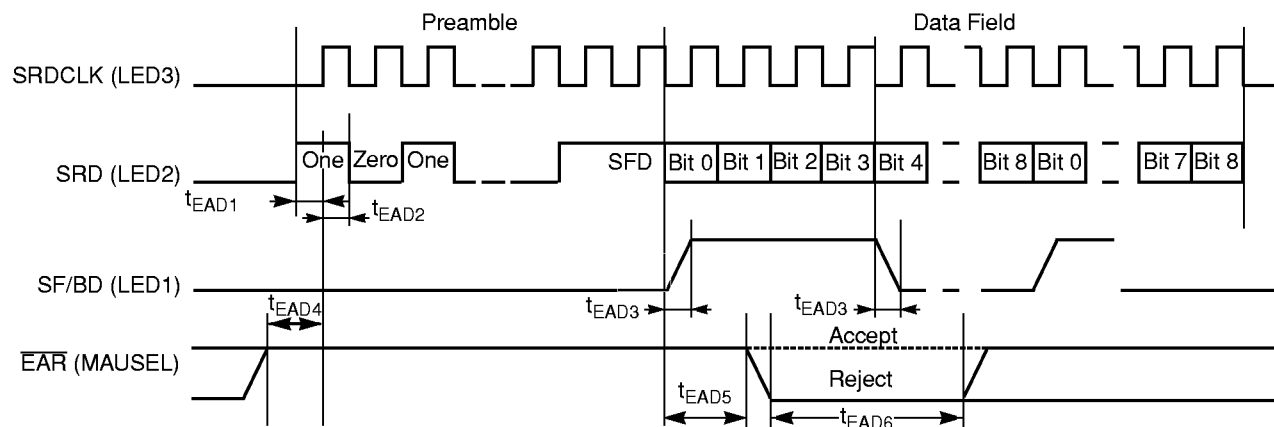 Preamble Data Field
SRDCLK (LED3)
SRD (LED2) One Zero One SFD Bit 0 Bit 1 Bit 2 Bit 3 Bit 4 Bit 8 Bit 0 Bit 7 Bit 8
tEAD1 tEAD2
SF/BD (LED1)
tEAD4 tEAD3 tEAD3
EAR (MAUSEL) Accept
Reject
tEAD5 tEAD6